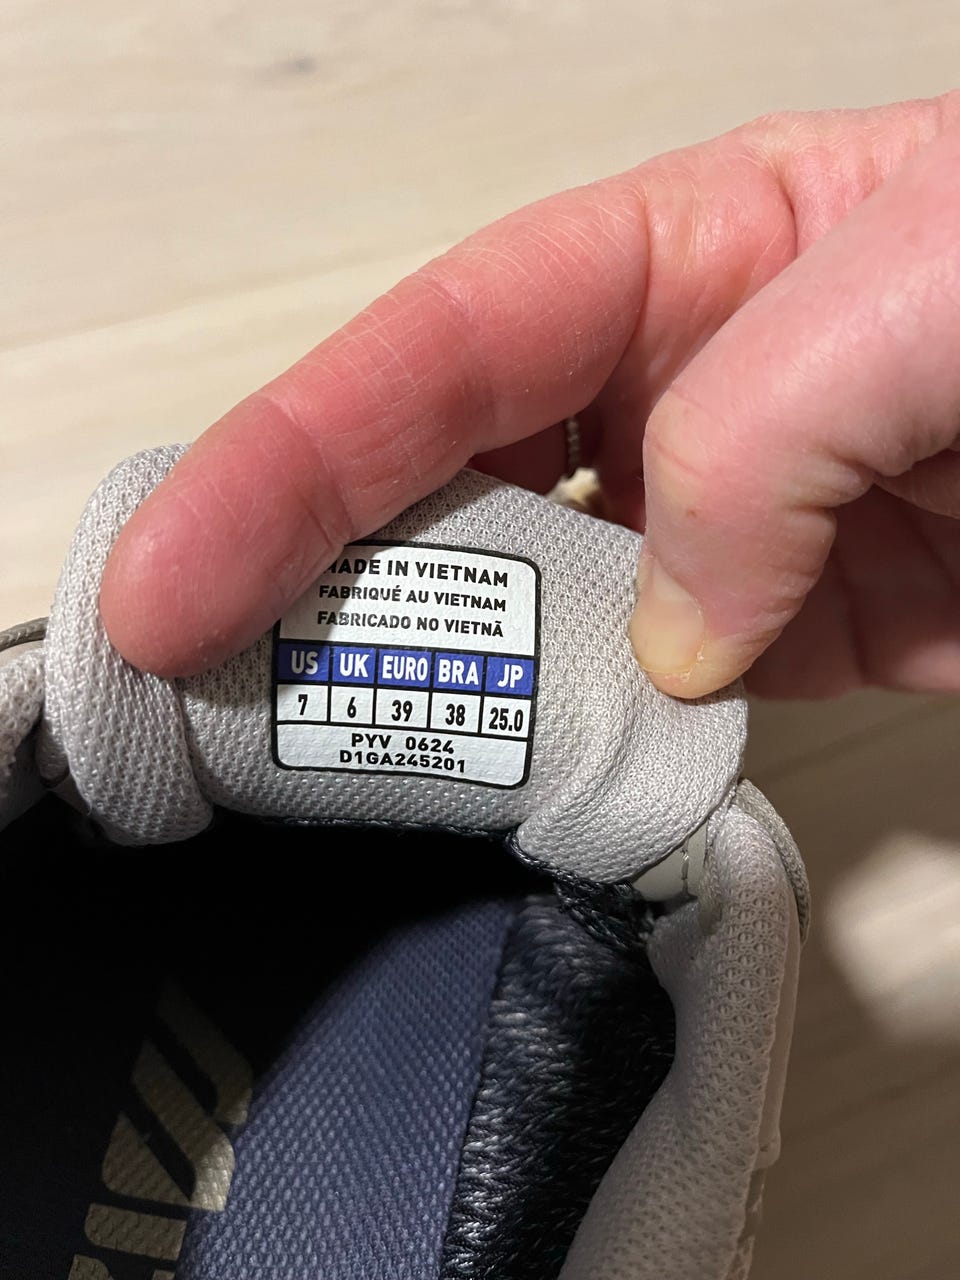 MADE IN VIETNAM
FABRIQUÉ AU VIETNAM
FABRICADO NO VIETNÃ
US UK EURO BRA JP
7 6 39 38 25.0
PYV 0624
D1GA245201